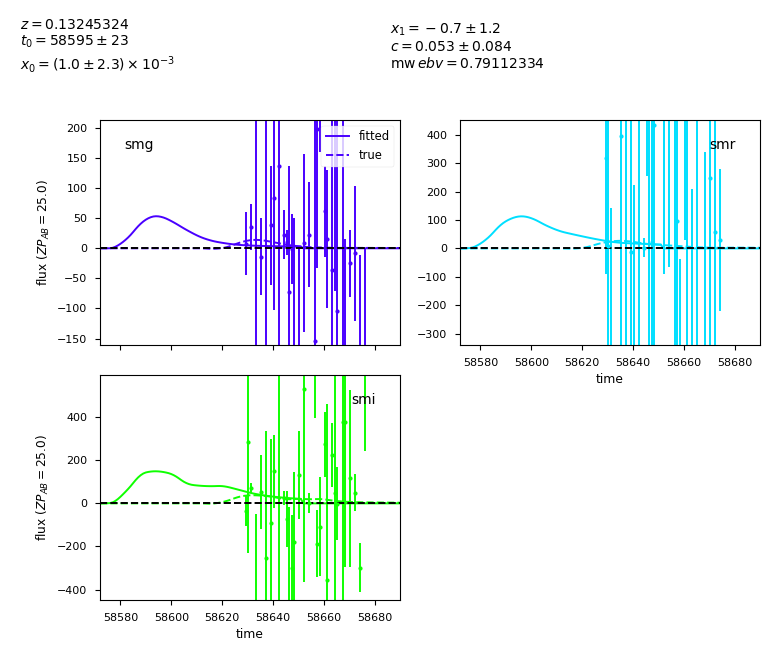 z = 0.13245324
t₀ = 58595 ± 23
x₀ = (1.0 ± 2.3) × 10⁻³
x₁ = −0.7 ± 1.2
c = 0.053 ± 0.084
mw ebv = 0.79112334
smg
fitted
true
200
150
100
50
0
−50
−100
−150
flux (ZP_AB = 25.0)
smr
400
300
200
100
0
−100
−200
−300
58580 58600 58620 58640 58660 58680
time
smi
400
200
0
−200
−400
flux (ZP_AB = 25.0)
58580 58600 58620 58640 58660 58680
time